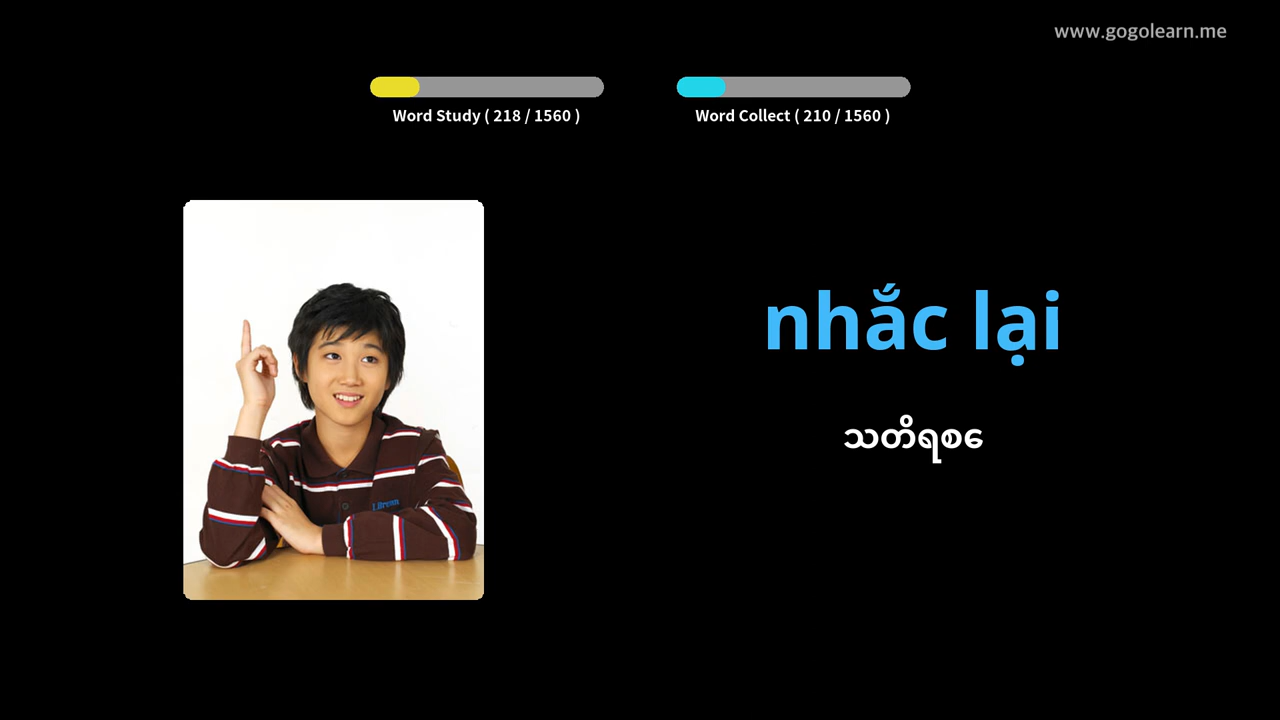 www.gogolearn.me
Word Study ( 218 / 1560 )
Word Collect ( 210 / 1560 )
nhắc lại
သတိရစေ